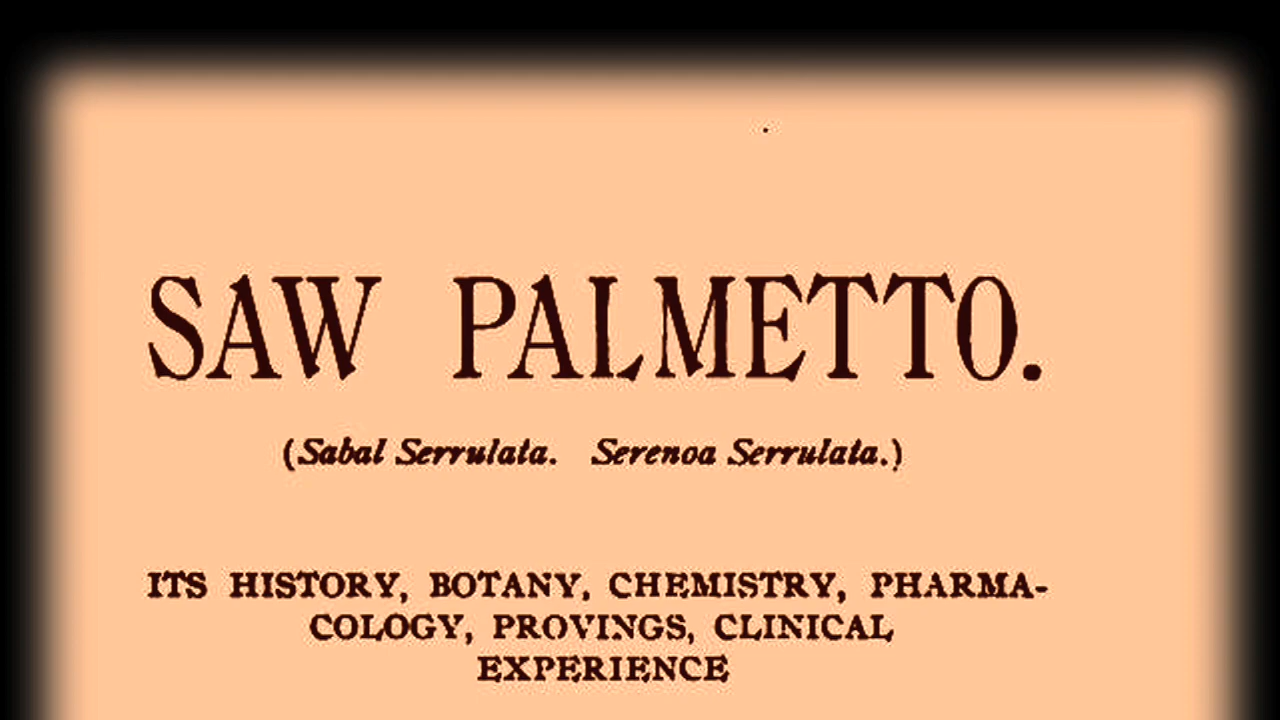 SAW PALMETTO.
(Sabal Serrulata. Serenoa Serrulata.)
ITS HISTORY, BOTANY, CHEMISTRY, PHARMA-
COLOGY, PROVINGS, CLINICAL
EXPERIENCE